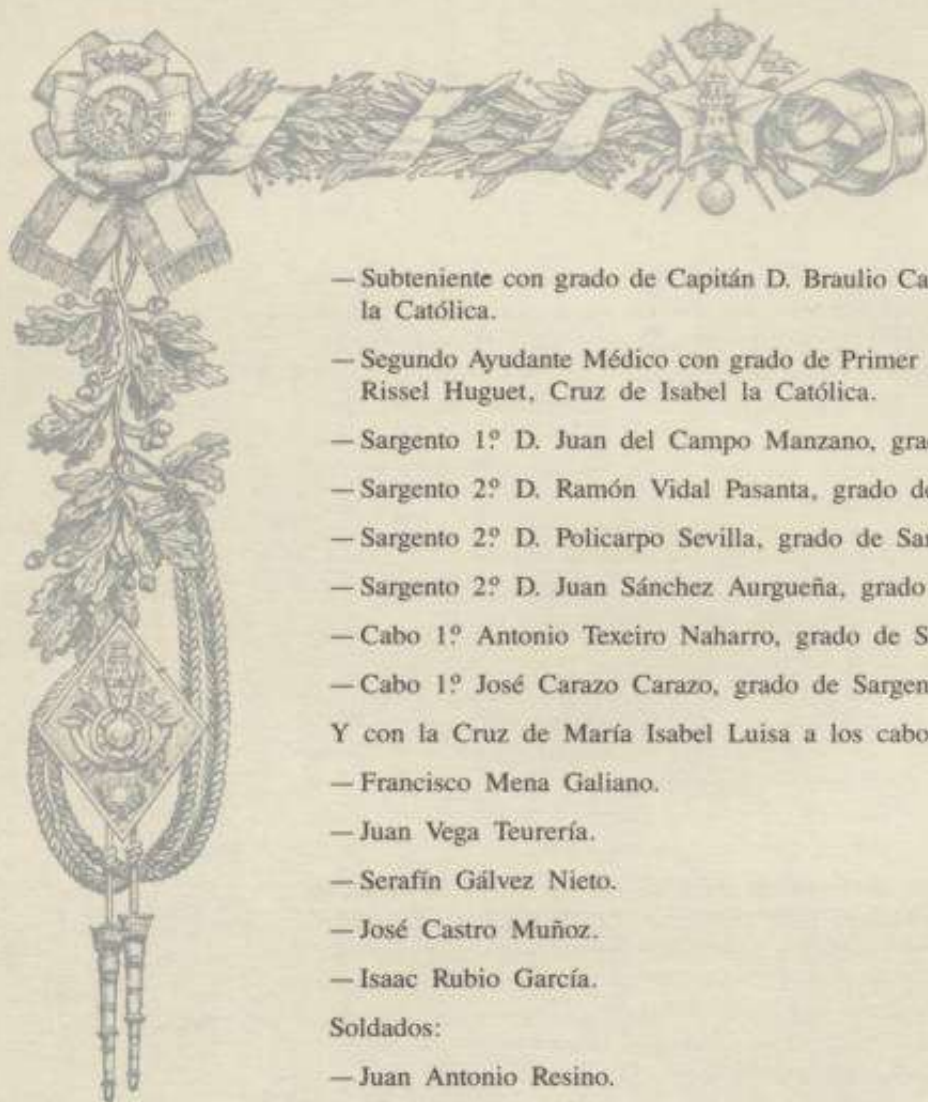 — Subteniente con grado de Capitán D. Braulio Ca
la Católica.
— Segundo Ayudante Médico con grado de Primer
Rissel Huguet, Cruz de Isabel la Católica.
— Sargento 1º D. Juan del Campo Manzano, grad
— Sargento 2º D. Ramón Vidal Pasanta, grado de
— Sargento 2º D. Policarpo Sevilla, grado de Sar
— Sargento 2º D. Juan Sánchez Aurgueña, grado
— Cabo 1º Antonio Texeiro Naharro, grado de S
— Cabo 1º José Carazo Carazo, grado de Sargen
Y con la Cruz de María Isabel Luisa a los cabo
— Francisco Mena Galiano.
— Juan Vega Teurería.
— Serafín Gálvez Nieto.
— José Castro Muñoz.
— Isaac Rubio García.
Soldados:
— Juan Antonio Resino.